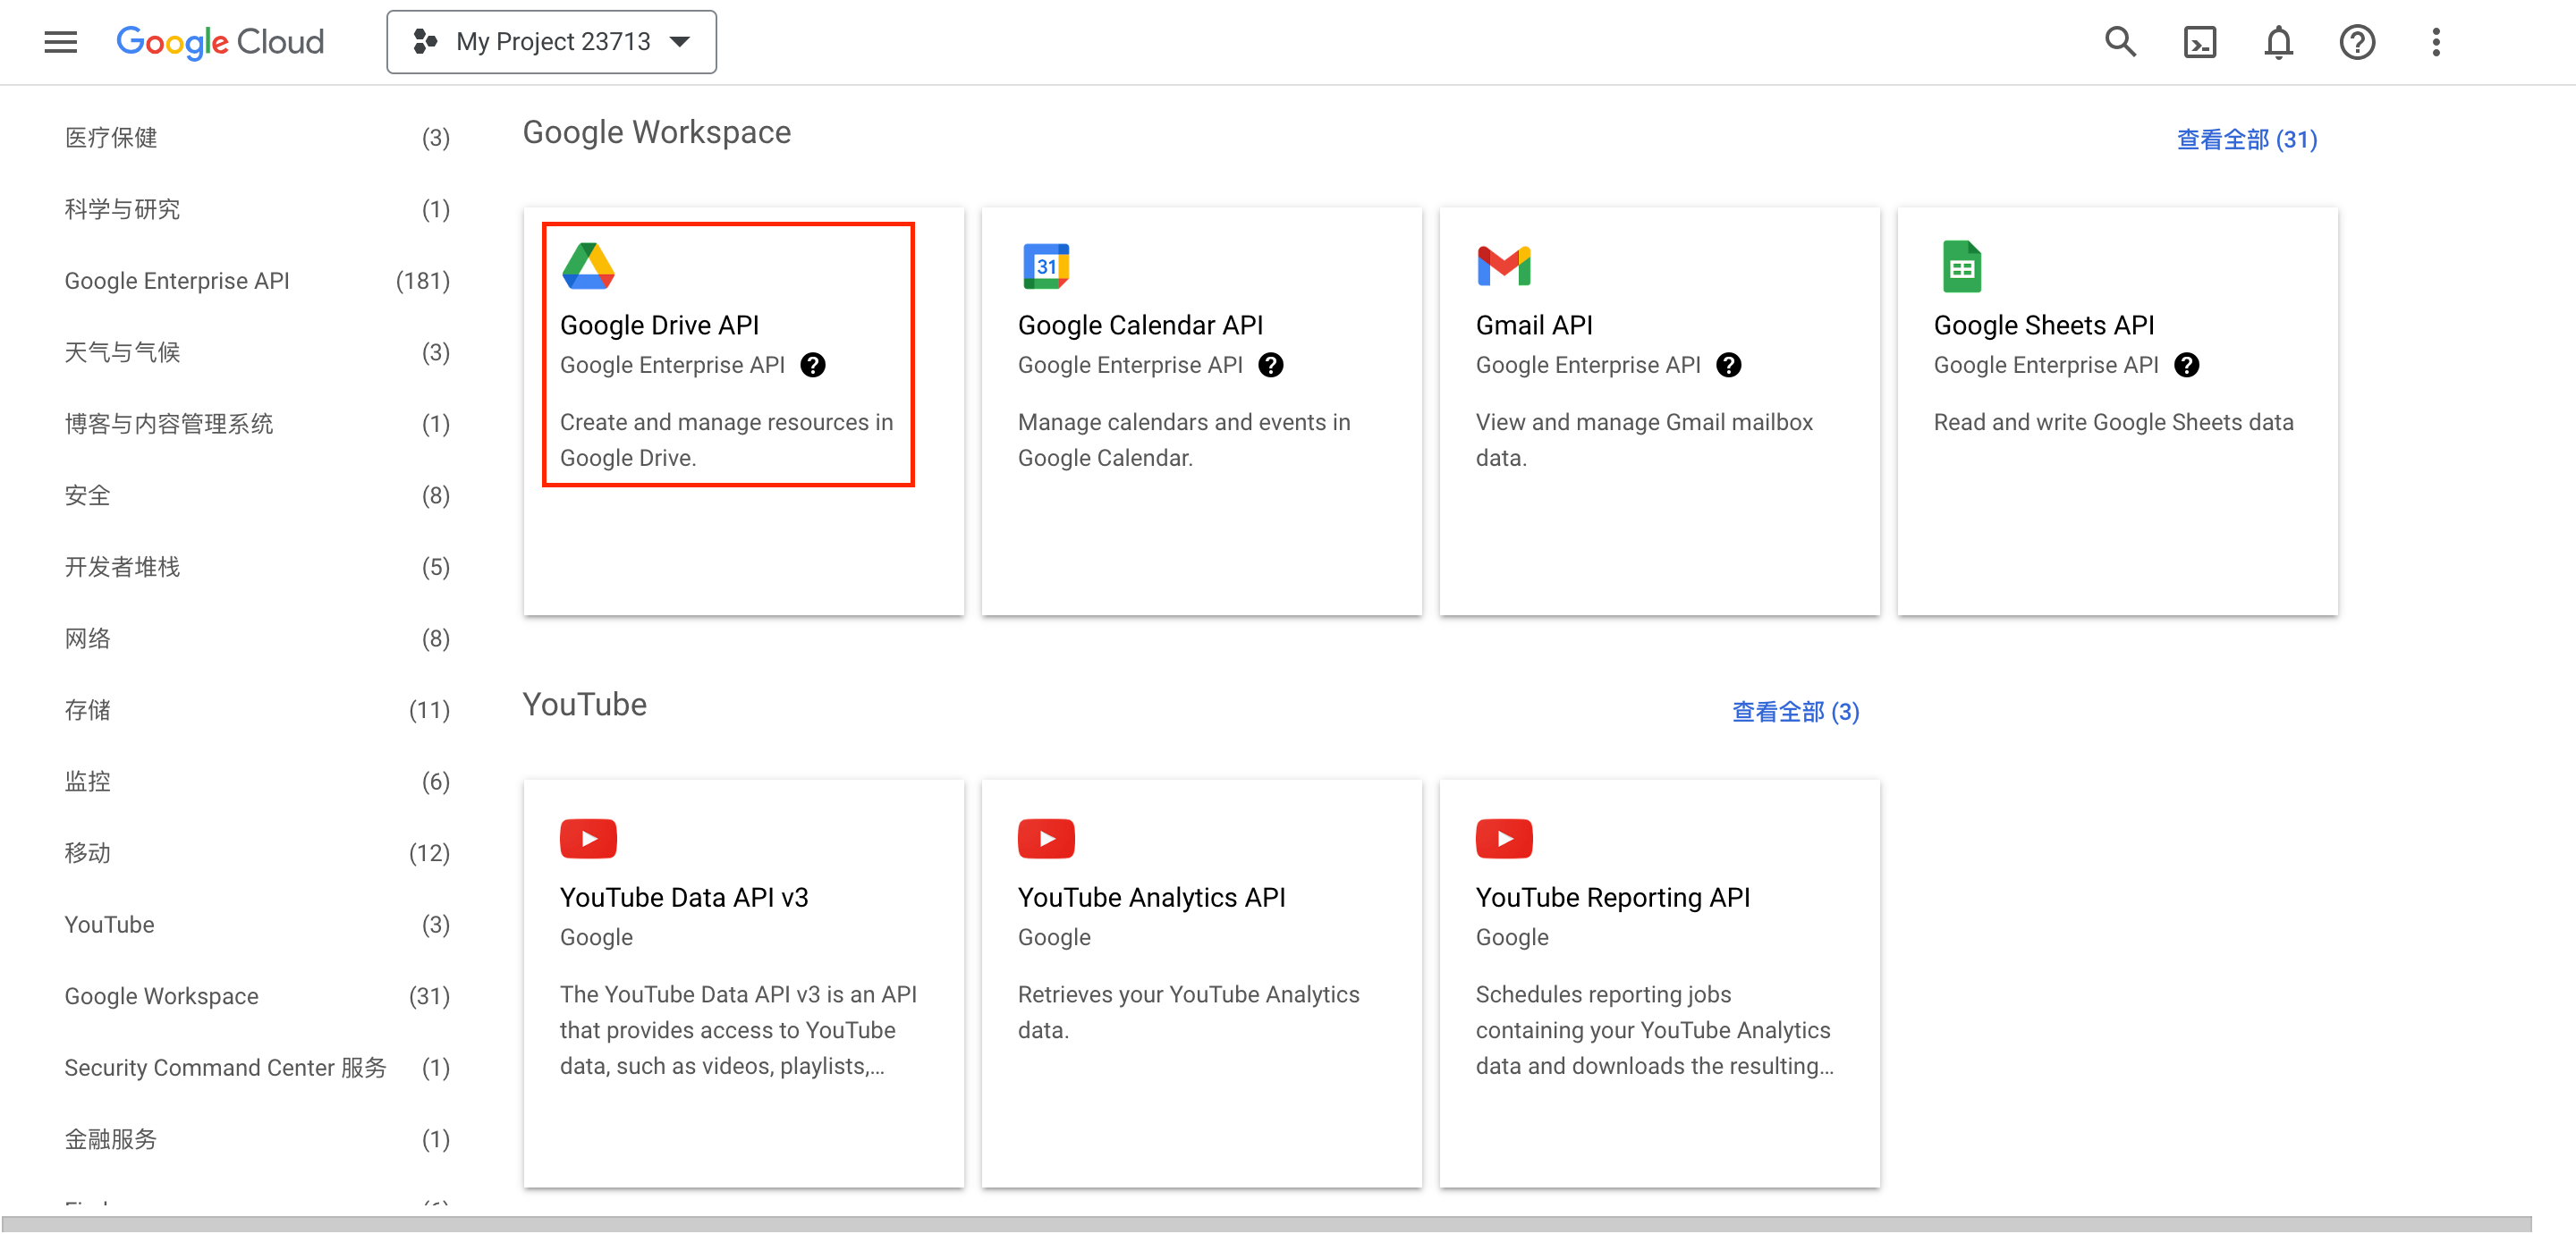 Google Cloud
My Project 23713
医疗保健 (3)
科学与研究 (1)
Google Enterprise API (181)
天气与气候 (3)
博客与内容管理系统 (1)
安全 (8)
开发者堆栈 (5)
网络 (8)
存储 (11)
监控 (6)
移动 (12)
YouTube (3)
Google Workspace (31)
Security Command Center 服务 (1)
金融服务 (1)
Google Workspace
查看全部 (31)
Google Drive API
Google Enterprise API
Create and manage resources in
Google Drive.
31
Google Calendar API
Google Enterprise API
Manage calendars and events in
Google Calendar.
Gmail API
Google Enterprise API
View and manage Gmail mailbox
data.
Google Sheets API
Google Enterprise API
Read and write Google Sheets data
YouTube
查看全部 (3)
YouTube Data API v3
Google
The YouTube Data API v3 is an API
that provides access to YouTube
data, such as videos, playlists,...
YouTube Analytics API
Google
Retrieves your YouTube Analytics
data.
YouTube Reporting API
Google
Schedules reporting jobs
containing your YouTube Analytics
data and downloads the resulting...